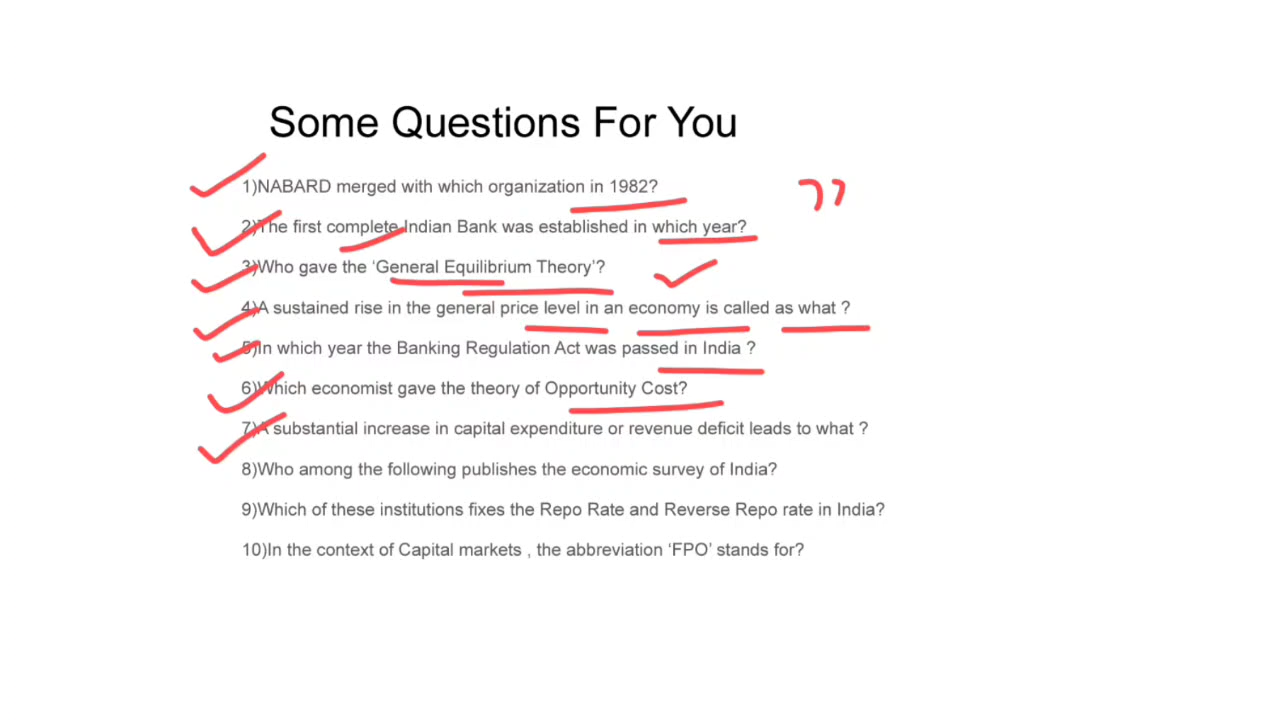 Some Questions For You
1)NABARD merged with which organization in 1982?
2)The first complete Indian Bank was established in which year?
3)Who gave the ‘General Equilibrium Theory’?
4)A sustained rise in the general price level in an economy is called as what ?
5)In which year the Banking Regulation Act was passed in India ?
6)Which economist gave the theory of Opportunity Cost?
7)A substantial increase in capital expenditure or revenue deficit leads to what ?
8)Who among the following publishes the economic survey of India?
9)Which of these institutions fixes the Repo Rate and Reverse Repo rate in India?
10)In the context of Capital markets , the abbreviation ‘FPO’ stands for?